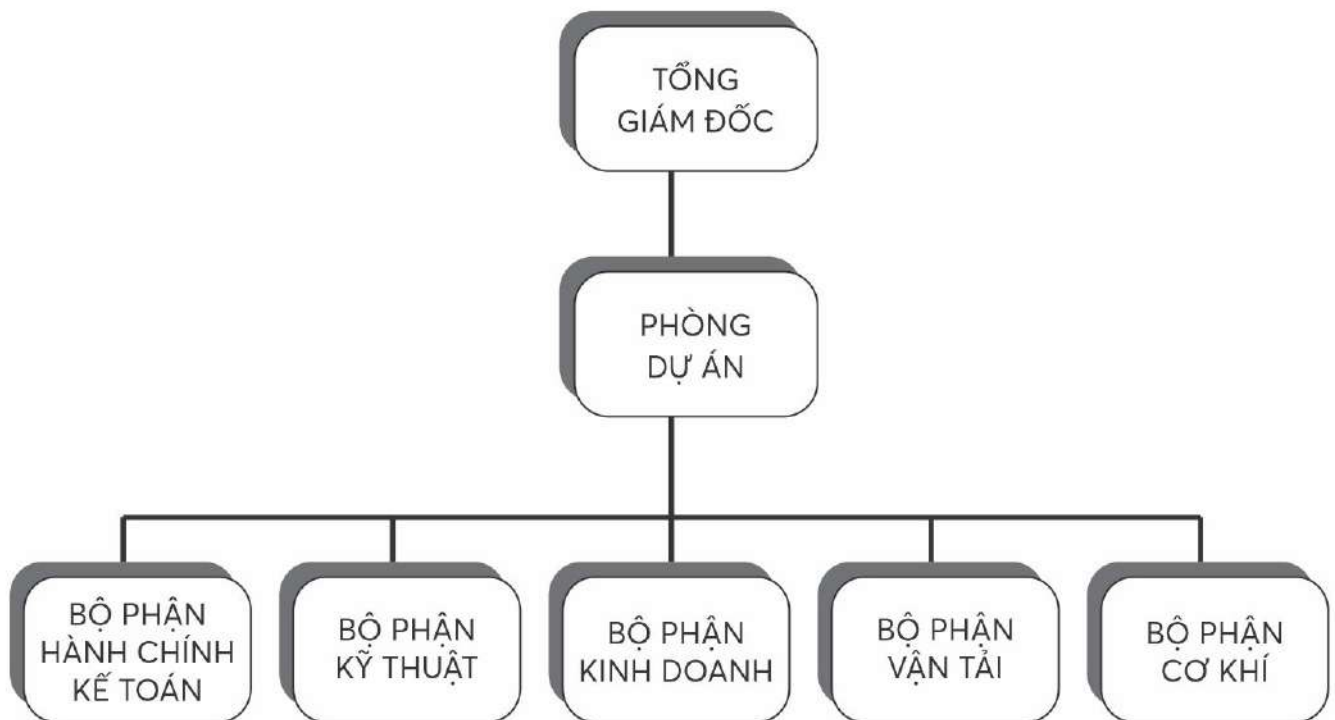 TỔNG
GIÁM ĐỐC
PHÒNG
DỰ ÁN
BỘ PHẬN
HÀNH CHÍNH
KẾ TOÁN
BỘ PHẬN
KỸ THUẬT
BỘ PHẬN
KINH DOANH
BỘ PHẬN
VẬN TẢI
BỘ PHẬN
CƠ KHÍ